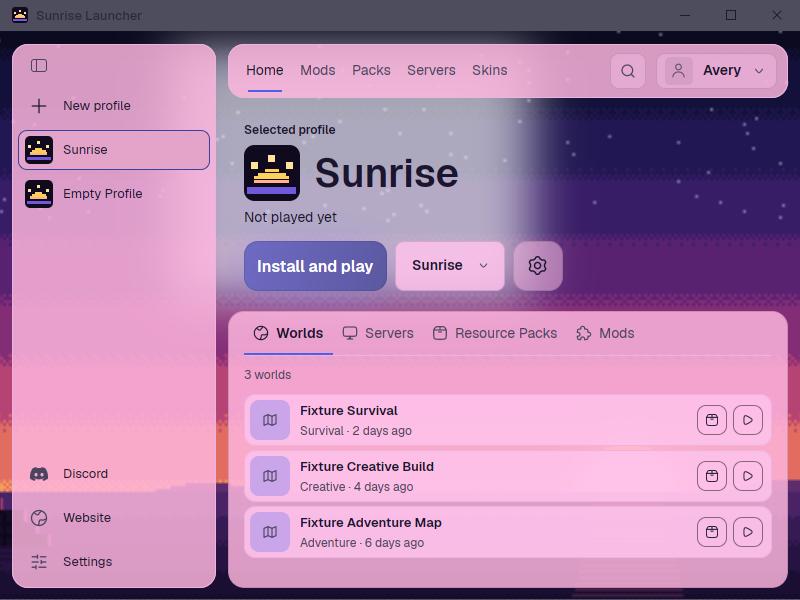 Sunrise Launcher
New profile
Sunrise
Empty Profile
Discord
Website
Settings
Home Mods Packs Servers Skins
Avery
Selected profile
Sunrise
Not played yet
Install and play
Sunrise
Worlds Servers Resource Packs Mods
3 worlds
Fixture Survival
Survival · 2 days ago
Fixture Creative Build
Creative · 4 days ago
Fixture Adventure Map
Adventure · 6 days ago